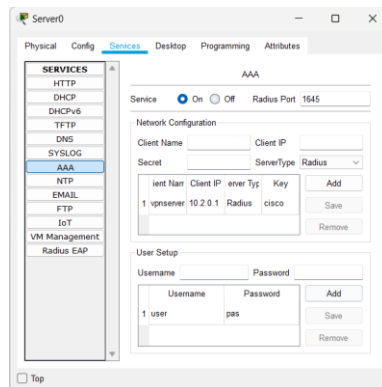 Server0
Physical Config Services Desktop Programming Attributes
SERVICES
HTTP
DHCP
DHCPv6
TFTP
DNS
SYSLOG
AAA
NTP
EMAIL
FTP
IoT
VM Management
Radius EAP
AAA
Service On Off Radius Port 1645
Network Configuration
Client Name Client IP
Secret ServerType Radius
ient Nam Client IP erver Typ Key
1 vpnserver 10.2.0.1 Radius cisco
Add
Save
Remove
User Setup
Username Password
Username Password
1 user pas
Add
Save
Remove
Top